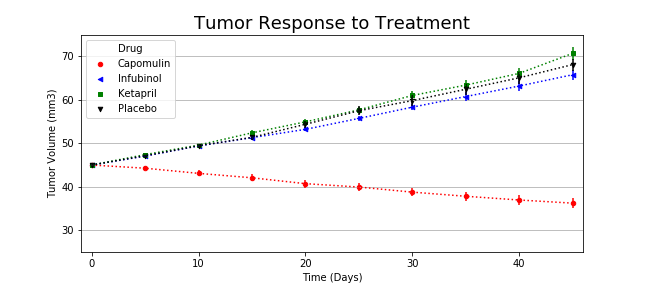 Tumor Response to Treatment
Drug
Capomulin
Infubinol
Ketapril
Placebo
Tumor Volume (mm3)
70
60
50
40
30
0 10 20 30 40
Time (Days)